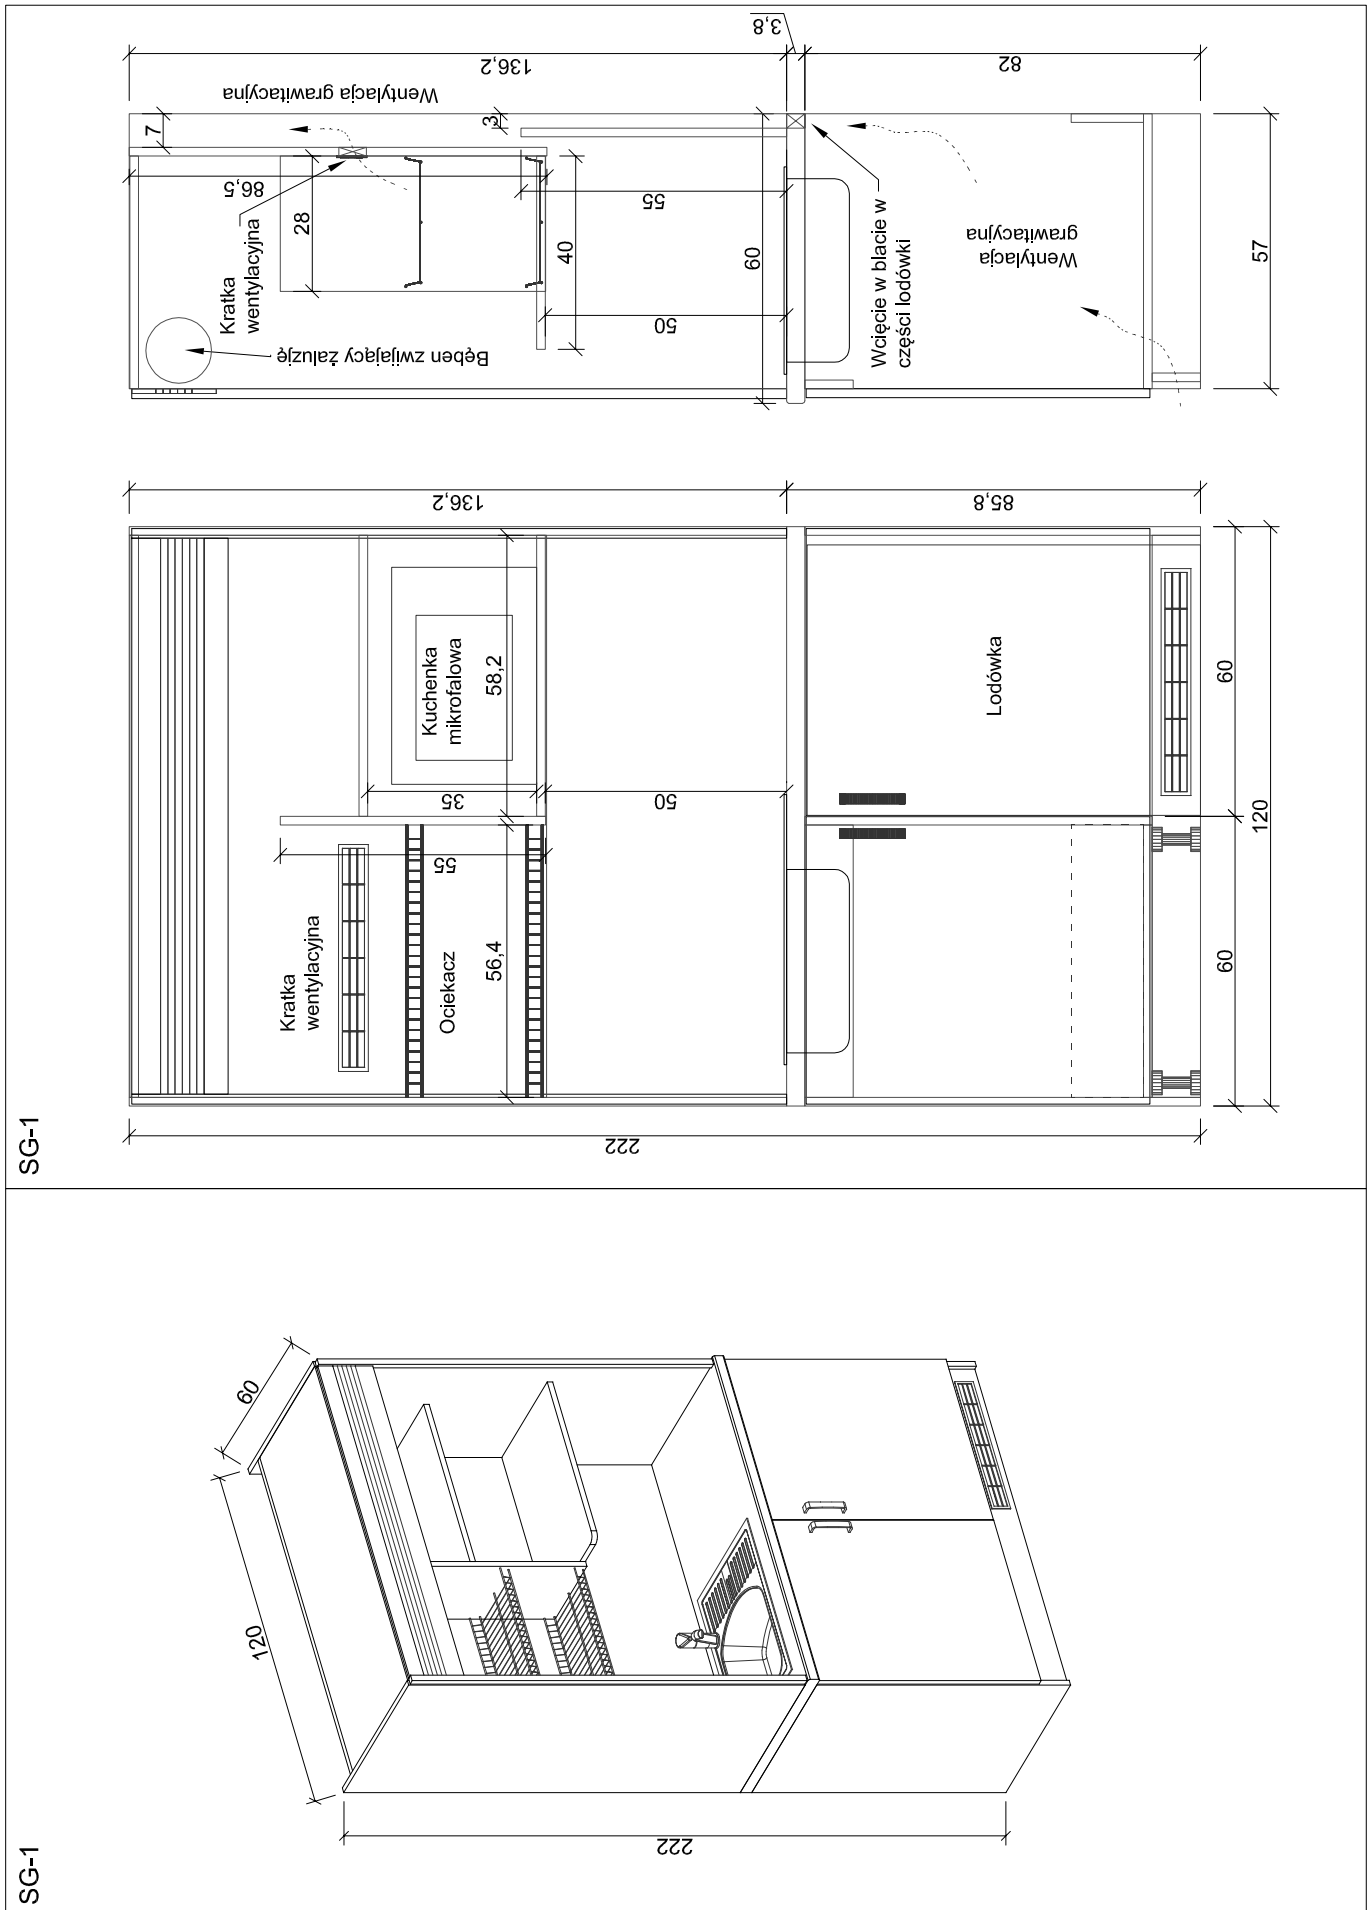 SG-1
136,2
3,8
82
Wentylacja grawitacyjna
7
3
86,5
28
Kratka
wentylacyjna
Bęben zwijający żaluzję
40
55
50
60
Wcięcie w blacie w
części lodówki
Wentylacja
grawitacyjna
57
136,2
85,8
Kuchenka
mikrofalowa
58,2
35
50
55
Kratka
wentylacyjna
Ociekacz
56,4
Lodówka
60
60
120
222
SG-1
60
120
222